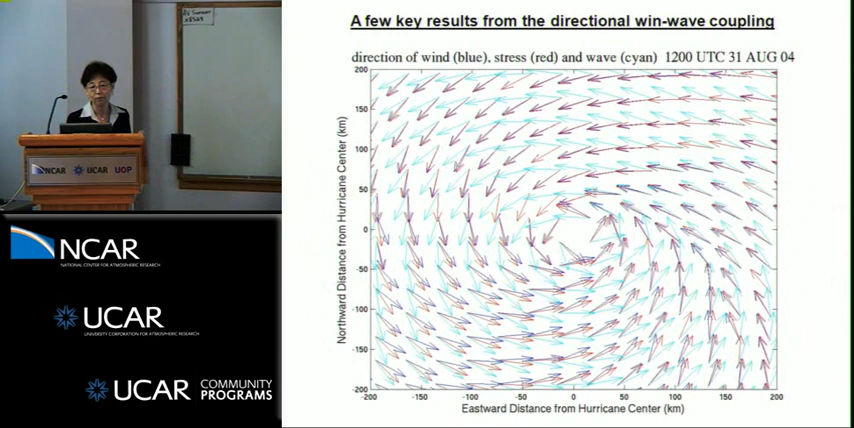 A few key results from the directional win-wave coupling
direction of wind (blue), stress (red) and wave (cyan) 1200 UTC 31 AUG 04
Northward Distance from Hurricane Center (km)
200
150
100
50
0
-50
-100
-150
-200
-200 -150 -100 -50 0 50 100 150 200
Eastward Distance from Hurricane Center (km)
NCAR UCAR UOP
NCAR
NATIONAL CENTER FOR ATMOSPHERIC RESEARCH
UCAR
UNIVERSITY CORPORATION FOR ATMOSPHERIC RESEARCH
UCAR COMMUNITY
PROGRAMS